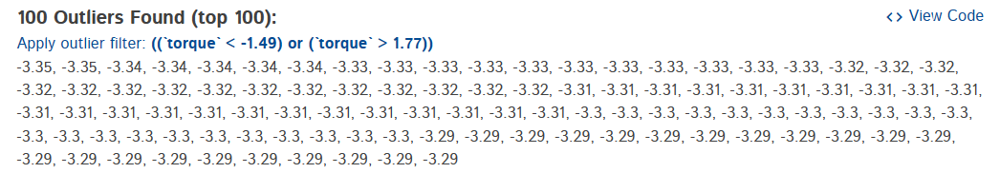 100 Outliers Found (top 100):
<> View Code
Apply outlier filter: ((`torque` < -1.49) or (`torque` > 1.77))
-3.35, -3.35, -3.34, -3.34, -3.34, -3.34, -3.34, -3.33, -3.33, -3.33, -3.33, -3.33, -3.33, -3.33, -3.33, -3.33, -3.33, -3.33, -3.32, -3.32, -3.32,
-3.32, -3.32, -3.32, -3.32, -3.32, -3.32, -3.32, -3.32, -3.32, -3.32, -3.32, -3.32, -3.31, -3.31, -3.31, -3.31, -3.31, -3.31, -3.31, -3.31, -3.31, -3.31,
-3.31, -3.31, -3.31, -3.31, -3.31, -3.31, -3.31, -3.31, -3.31, -3.31, -3.31, -3.31, -3.31, -3.3, -3.3, -3.3, -3.3, -3.3, -3.3, -3.3, -3.3, -3.3, -3.3, -3.3,
-3.3, -3.3, -3.3, -3.3, -3.3, -3.3, -3.3, -3.3, -3.3, -3.3, -3.3, -3.29, -3.29, -3.29, -3.29, -3.29, -3.29, -3.29, -3.29, -3.29, -3.29, -3.29, -3.29,
-3.29, -3.29, -3.29, -3.29, -3.29, -3.29, -3.29, -3.29, -3.29, -3.29